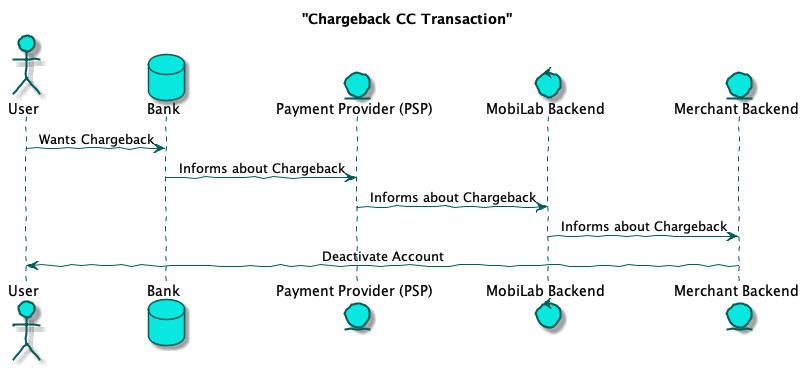 "Chargeback CC Transaction"
User Bank Payment Provider (PSP) MobiLab Backend Merchant Backend
Wants Chargeback
Informs about Chargeback
Informs about Chargeback
Informs about Chargeback
Deactivate Account
User Bank Payment Provider (PSP) MobiLab Backend Merchant Backend